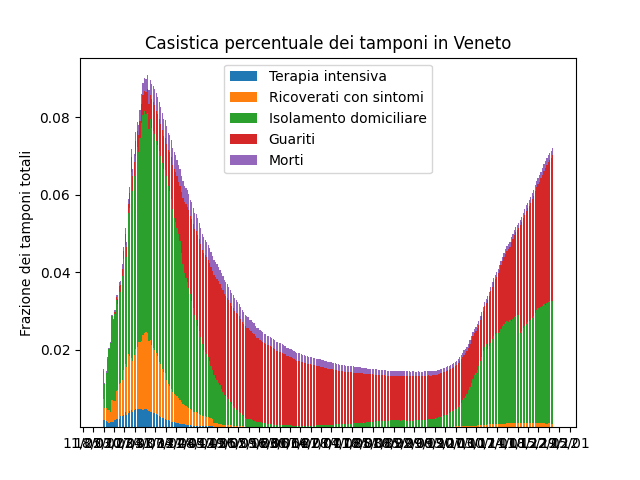 Casistica percentuale dei tamponi in Veneto
Terapia intensiva
Ricoverati con sintomi
Isolamento domiciliare
Guariti
Morti
Frazione dei tamponi totali
0.08
0.06
0.04
0.02